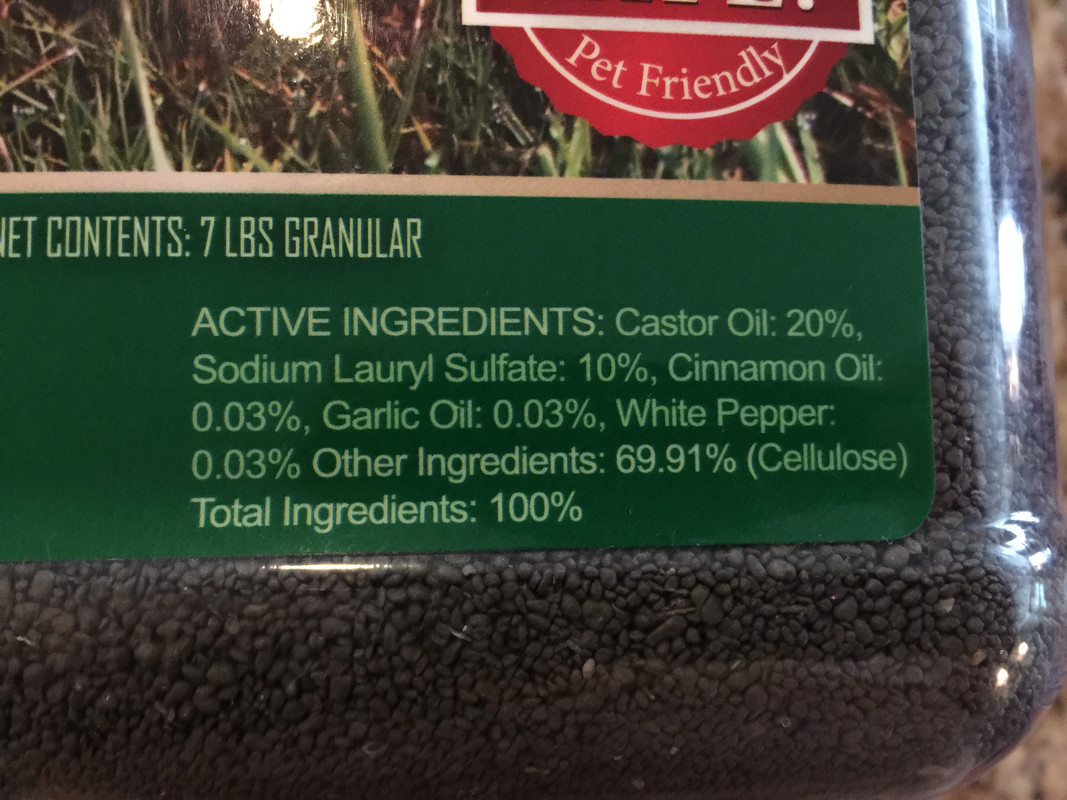 Pet Friendly
NET CONTENTS: 7 LBS GRANULAR
ACTIVE INGREDIENTS: Castor Oil: 20%,
Sodium Lauryl Sulfate: 10%, Cinnamon Oil:
0.03%, Garlic Oil: 0.03%, White Pepper:
0.03% Other Ingredients: 69.91% (Cellulose)
Total Ingredients: 100%